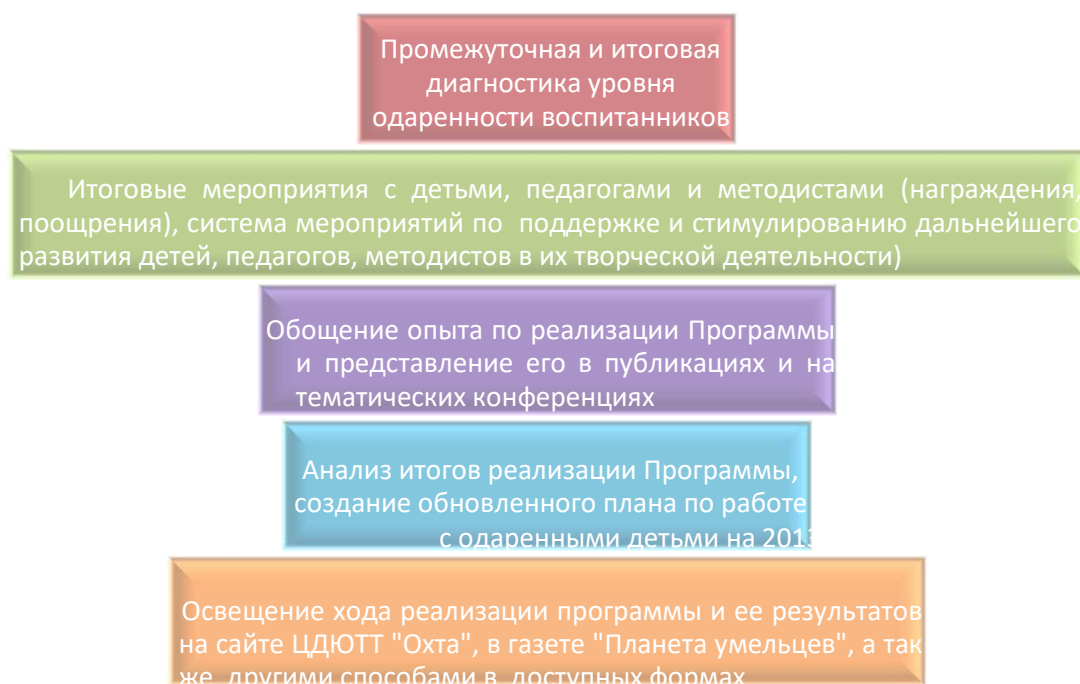 Промежуточная и итоговая
диагностика уровня
одаренности воспитанников
Итоговые мероприятия с детьми, педагогами и методистами (награждения,
поощрения), система мероприятий по поддержке и стимулированию дальнейшего
развития детей, педагогов, методистов в их творческой деятельности)
Обощение опыта по реализации Программы
и представление его в публикациях и на
тематических конференциях
Анализ итогов реализации Программы,
создание обновленного плана по работе
с одаренными детьми на 2013
Освещение хода реализации программы и ее результатов
на сайте ЦДЮТТ "Охта", в газете "Планета умельцев", а так
же другими способами в доступных формах